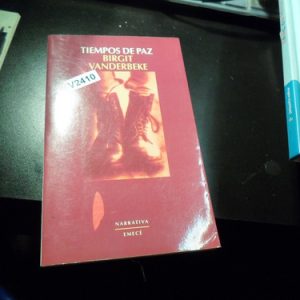 TIEMPOS DE PAZ
BIRGIT
VANDERBEKE
V2410
NARRATIVA
EMECÉ